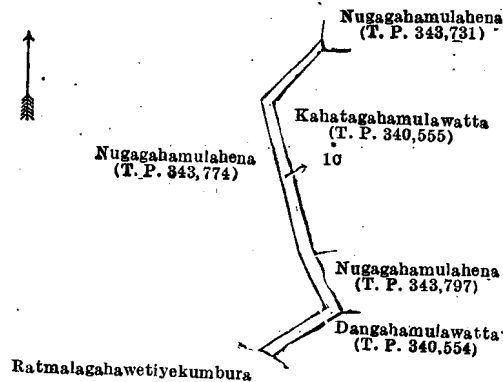 Nugagahamulahena
(T. P. 343,731)
Kahatagahamulawatta
(T. P. 340,555)
10
Nugagahamulahena
(T. P. 343,774)
Nugagahamulahena
(T. P. 343,797)
Dangahamulawatta
(T. P. 340,554)
Ratmalagahawetiyekumbura